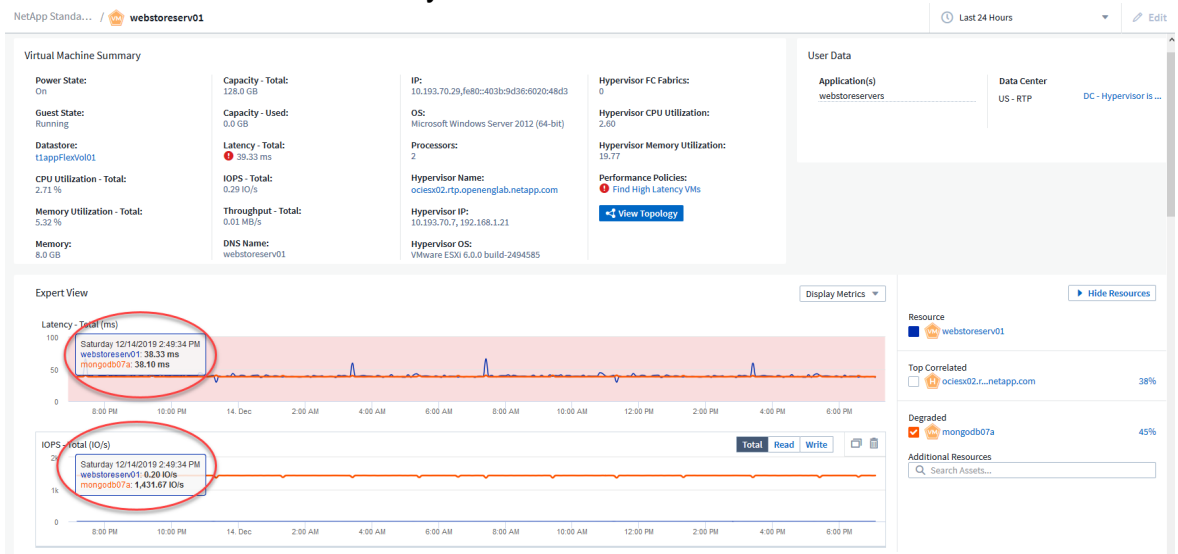 NetApp Standa... / VM webstoreserv01
Last 24 Hours
Edit
Virtual Machine Summary
Power State:
On
Guest State:
Running
Datastore:
t1appFlexVol01
CPU Utilization - Total:
2.71 %
Memory Utilization - Total:
5.32 %
Memory:
8.0 GB
Capacity - Total:
128.0 GB
Capacity - Used:
0.0 GB
Latency - Total:
39.33 ms
IOPS - Total:
0.29 IO/s
Throughput - Total:
0.01 MB/s
DNS Name:
webstoreserv01
IP:
10.193.70.29,fe80::403b:9d36:6020:48d3
OS:
Microsoft Windows Server 2012 (64-bit)
Processors:
2
Hypervisor Name:
ociesx02.rtp.openenglab.netapp.com
Hypervisor IP:
10.193.70.7, 192.168.1.21
Hypervisor OS:
VMware ESXi 6.0.0 build-2494585
Hypervisor FC Fabrics:
0
Hypervisor CPU Utilization:
2.60
Hypervisor Memory Utilization:
19.77
Performance Policies:
Find High Latency VMs
View Topology
User Data
Application(s)
webstoreservers
Data Center
US - RTP
DC - Hypervisor is ...
Expert View
Display Metrics
Latency - Total (ms)
100
50
0
Saturday 12/14/2019 2:49:34 PM
webstoreserv01: 38.33 ms
mongodb07a: 38.10 ms
8:00 PM 10:00 PM 14. Dec 2:00 AM 4:00 AM 6:00 AM 8:00 AM 10:00 AM 12:00 PM 2:00 PM 4:00 PM 6:00 PM
IOPS - Total (IO/s)
Total Read Write
2k
1k
0
Saturday 12/14/2019 2:49:34 PM
webstoreserv01: 0.20 IO/s
mongodb07a: 1,431.67 IO/s
8:00 PM 10:00 PM 14. Dec 2:00 AM 4:00 AM 6:00 AM 8:00 AM 10:00 AM 12:00 PM 2:00 PM 4:00 PM 6:00 PM
Hide Resources
Resource
VM webstoreserv01
Top Correlated
H ociesx02.r...netapp.com 38%
Degraded
VM mongodb07a 45%
Additional Resources
Search Assets...